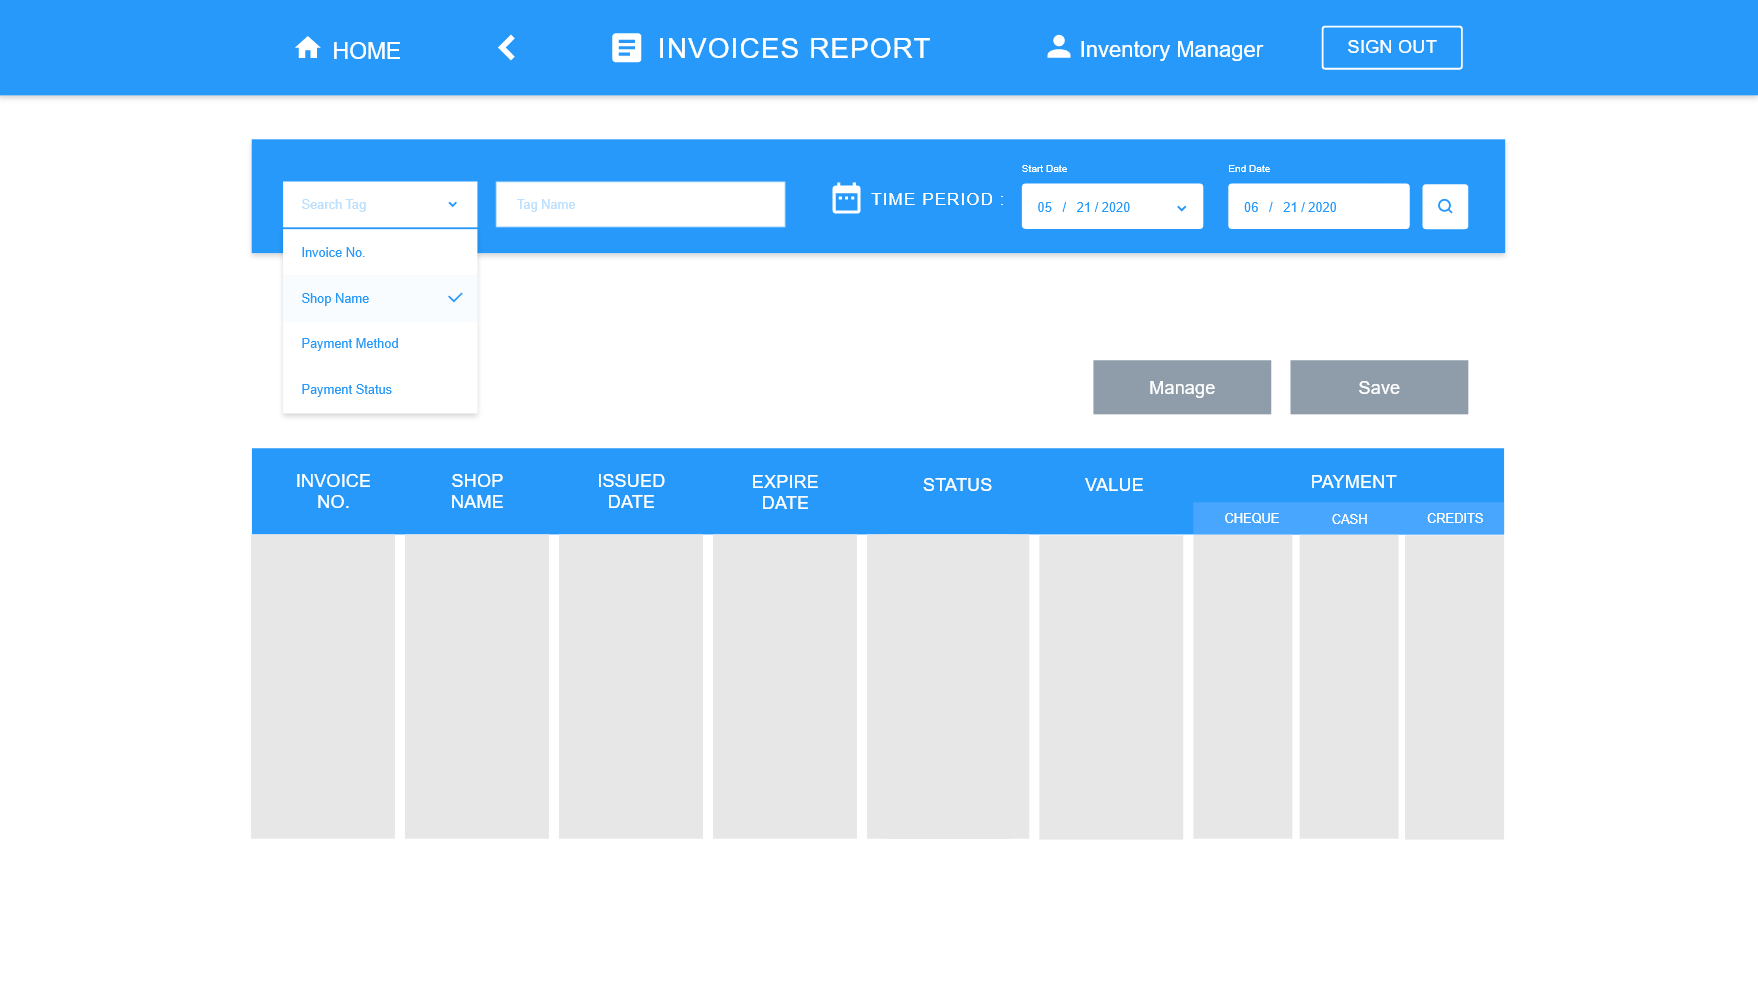 HOME
INVOICES REPORT
Inventory Manager
SIGN OUT
Start Date
End Date
Search Tag
Tag Name
TIME PERIOD :
05 / 21 / 2020
06 / 21 / 2020
Invoice No.
Shop Name
Payment Method
Payment Status
Manage
Save
INVOICE
NO.
SHOP
NAME
ISSUED
DATE
EXPIRE
DATE
STATUS
VALUE
PAYMENT
CHEQUE
CASH
CREDITS